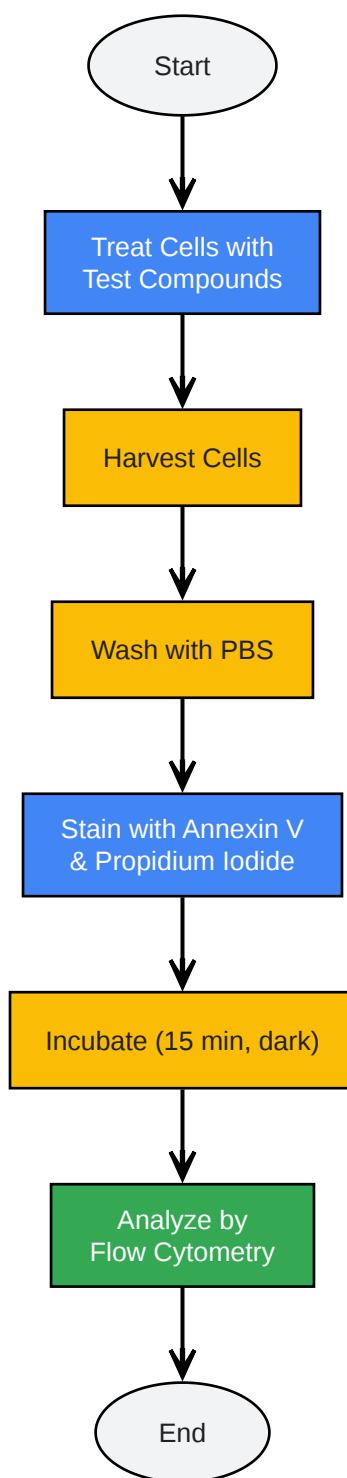 Start
Treat Cells with
Test Compounds
Harvest Cells
Wash with PBS
Stain with Annexin V
& Propidium Iodide
Incubate (15 min, dark)
Analyze by
Flow Cytometry
End